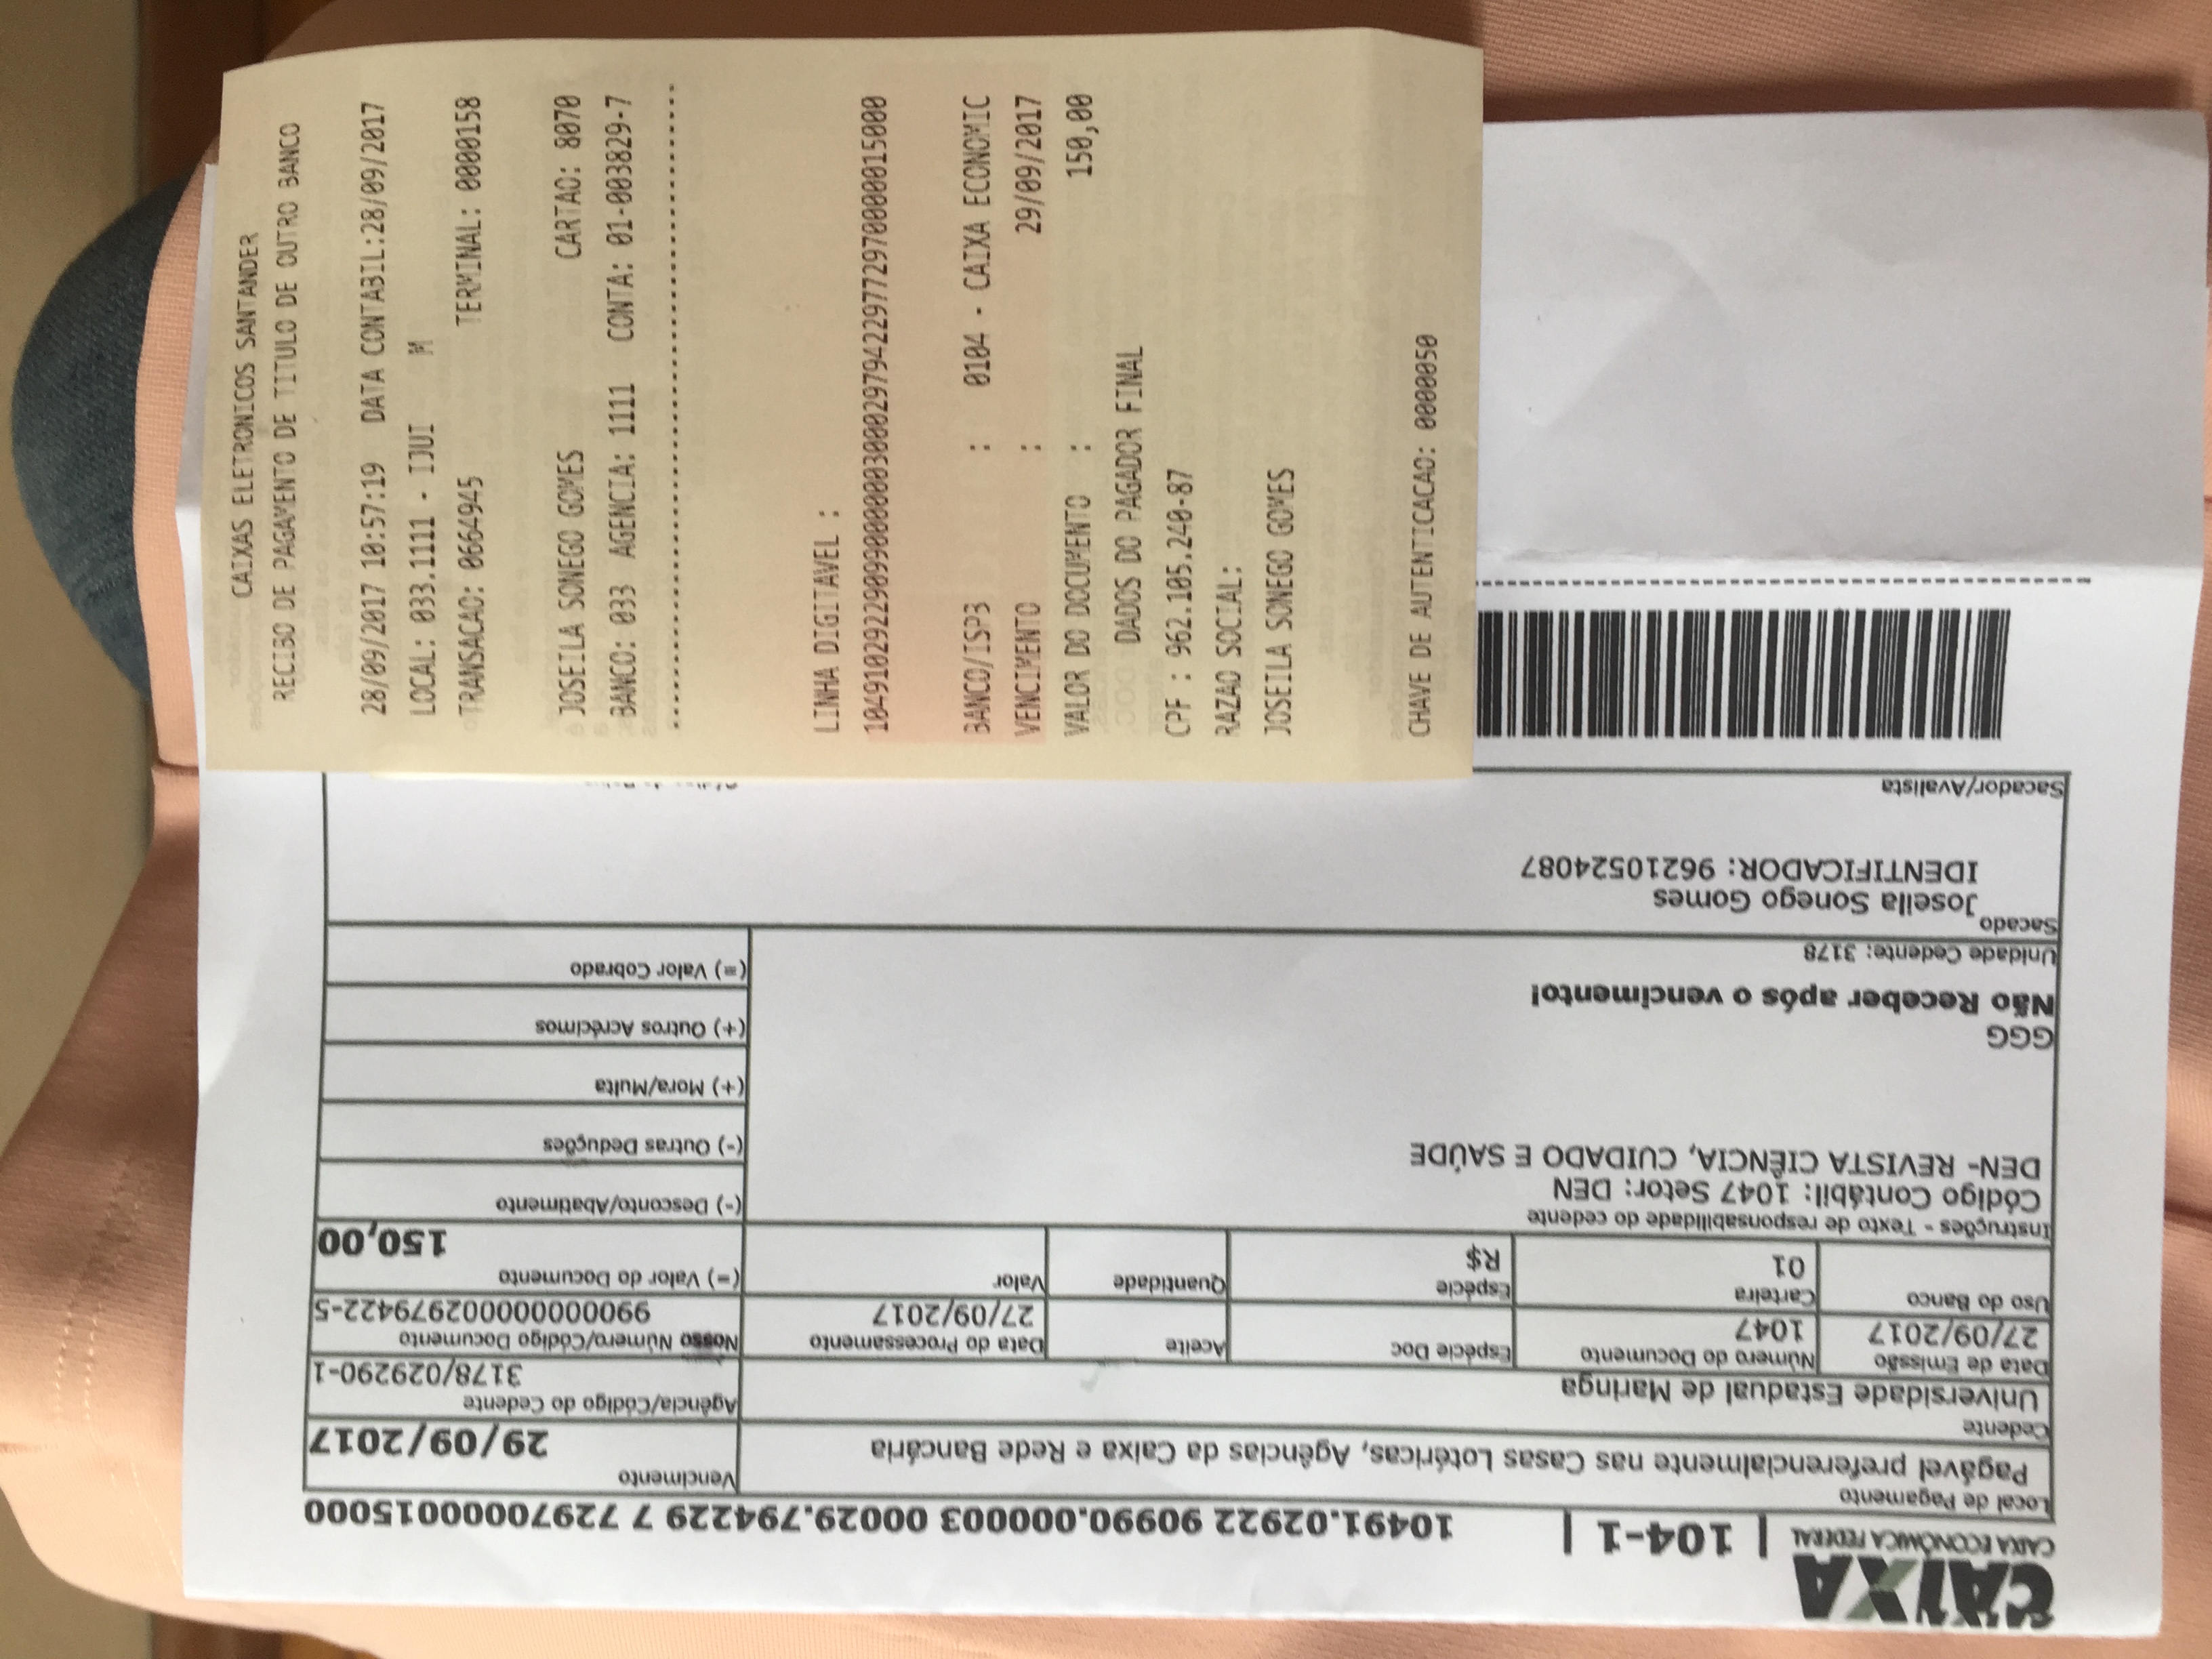 CAIXAS ELETRONICOS SANTANDER
RECIBO DE PAGAMENTO DE TITULO DE OUTRO BANCO
28/09/2017 10:57:19 DATA CONTABIL:28/09/2017
LOCAL: 033.1111 - IJUI M
TRANSACAO: 0664945 TERMINAL: 0000158
JOSEILA SONEGO GOMES CARTAO: 8070
BANCO: 033 AGENCIA: 1111 CONTA: 01-003829-7
LINHA DIGITAVEL :
10491029229099000000300029794229772970000015000
BANCO/ISPB : 0104 - CAIXA ECONOMIC
VENCIMENTO : 29/09/2017
VALOR DO DOCUMENTO : 150,00
DADOS DO PAGADOR FINAL
CPF : 962.105.240-87
RAZAO SOCIAL:
JOSEILA SONEGO GOMES
CHAVE DE AUTENTICACAO: 0000050
CAIXA
CAIXA ECONÔMICA FEDERAL | 104-1 | 10491.02922 90990.000003 00029.794229 7 72970000015000
Local de Pagamento Vencimento
Pagável preferencialmente nas Casas Lotéricas, Agências da Caixa e Rede Bancária 29/09/2017
Cedente Agência/Código do Cedente
Universidade Estadual de Maringa 3178/029290-1
Data de Emissão Número do Documento Espécie Doc Aceite Data do Processamento Nosso Número/Código Documento
27/09/2017 1047 27/09/2017 990000000029794­22-5
Uso do Banco Carteira Espécie Quantidade Valor (=) Valor do Documento
01 R$ 150,00
Instruções - Texto de responsabilidade do cedente (-) Desconto/Abatimento
Código Contábil: 1047 Setor: DEN
DEN- REVISTA CIÊNCIA, CUIDADO E SAÚDE
(-) Outras Deduções
(+) Mora/Multa
GGG (+) Outros Acrécimos
Não Receber após o vencimento!
Unidade Cedente: 3178 (=) Valor Cobrado
Sacado
Joseila Sonego Gomes
IDENTIFICADOR: 96210524087
Sacador/Avalista